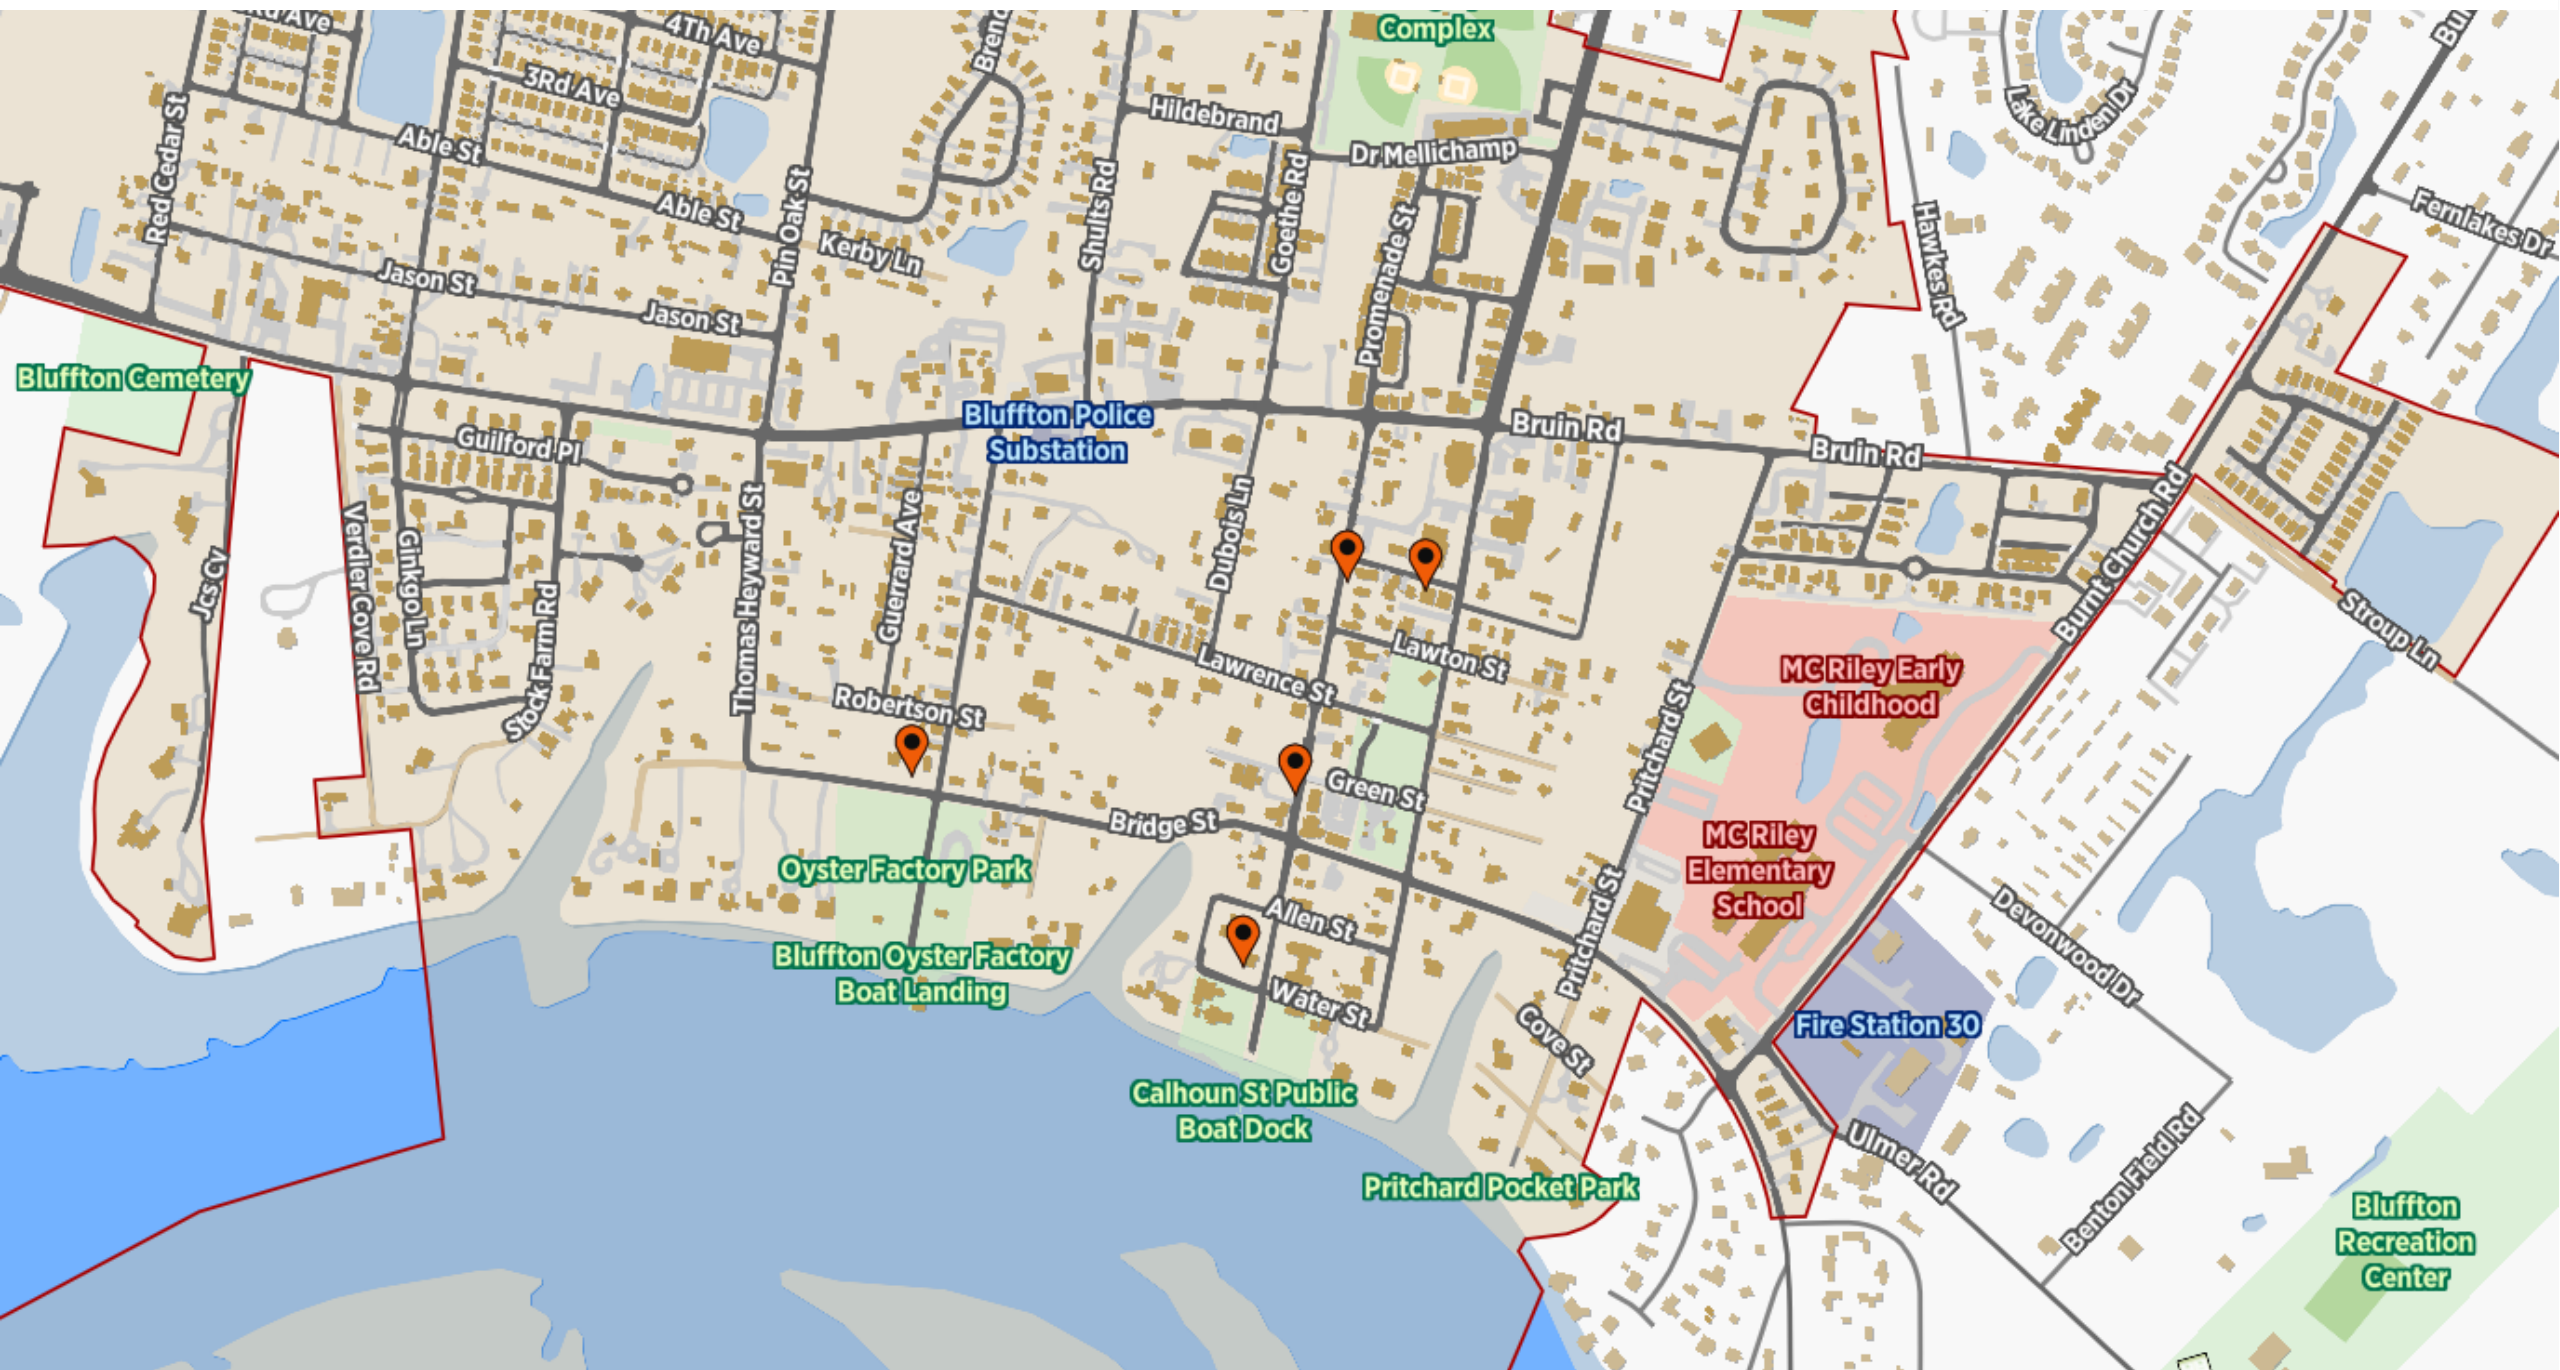 Ave
4Th Ave
Complex
3Rd Ave
Lake Linden Dr
Hildebrand
Able St
Dr Mellichamp
Red Cedar St
Able St
Pin Oak St
Shults Rd
Goethe Rd
Promenade St
Hawkes Rd
Fernlakes Dr
Kerby Ln
Jason St
Jason St
Bluffton Cemetery
Bluffton Police
Substation
Bruin Rd
Bruin Rd
Guilford Pl
Verdier Cove Rd
Ginkgo Ln
Thomas Heyward St
Guerrard Ave
Dubois Ln
Burnt Church Rd
Jcs Cv
Stock Farm Rd
Stroup Ln
Lawton St
Lawrence St
MC Riley Early
Childhood
Robertson St
Pritchard St
Green St
Bridge St
MC Riley
Elementary
School
Oyster Factory Park
Allen St
Pritchard St
Devonwood Dr
Bluffton Oyster Factory
Boat Landing
Water St
Cove St
Fire Station 30
Calhoun St Public
Boat Dock
Ulmer Rd
Benton Field Rd
Pritchard Pocket Park
Bluffton
Recreation
Center